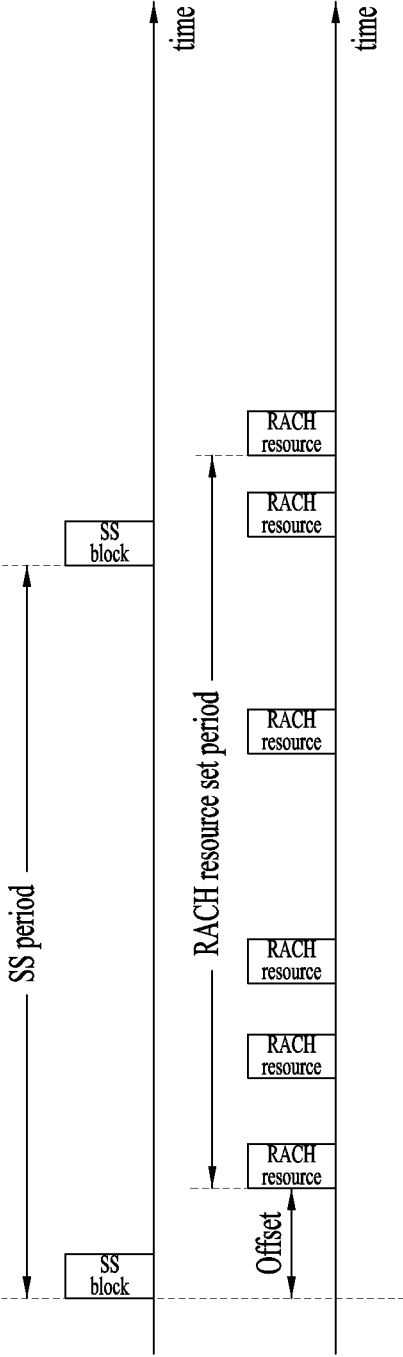 time
time
RACH
resource
SS
block
RACH
resource
RACH
resource
SS period
RACH resource set period
RACH
resource
RACH
resource
RACH
resource
Offset
SS
block